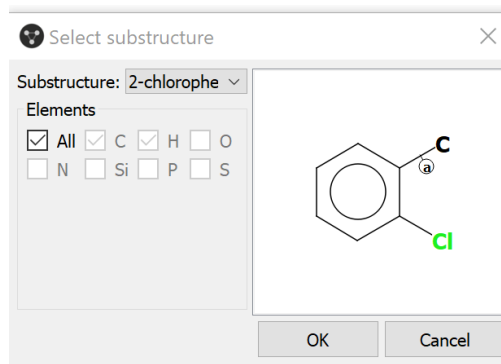 Select substructure
Substructure: 2-chlorophe
Elements
All C H O
N Si P S
C
a
Cl
OK Cancel